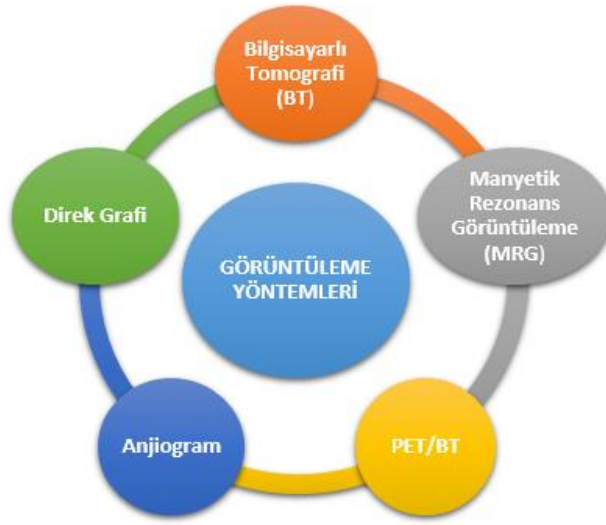 Bilgisayarlı
Tomografi
(BT)
Manyetik
Rezonans
Görüntüleme
(MRG)
Direk Grafi
GÖRÜNTÜLEME
YÖNTEMLERİ
Anjiogram
PET/BT